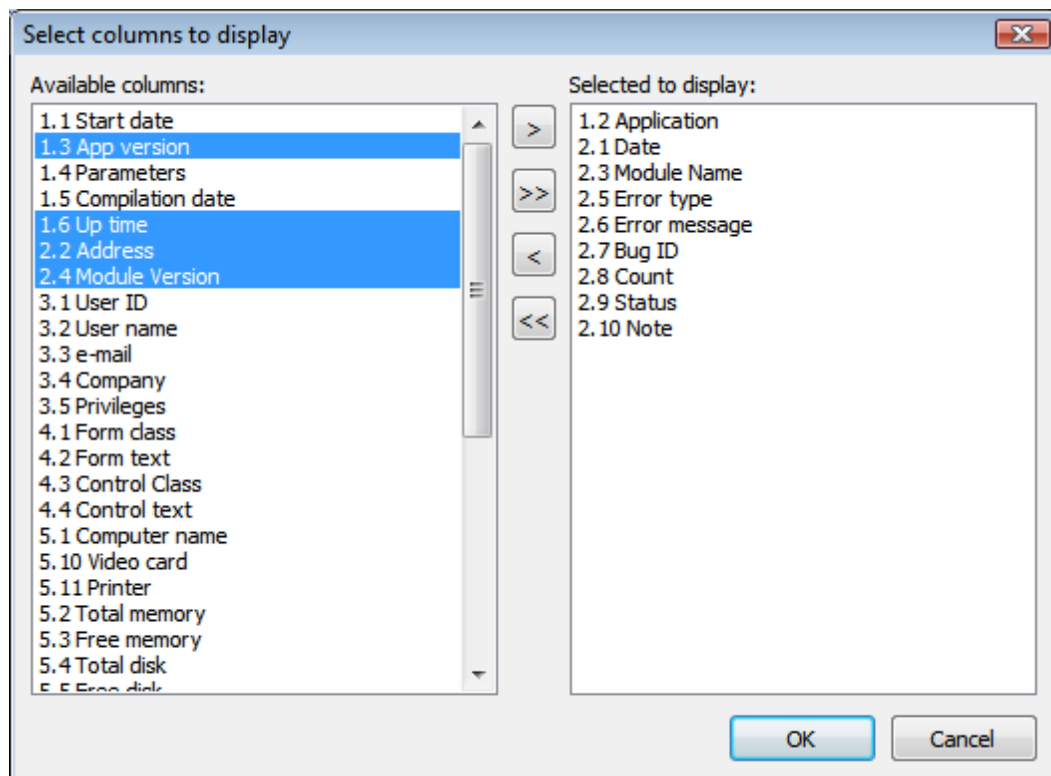 Select columns to display
Available columns:
1.1 Start date
1.3 App version
1.4 Parameters
1.5 Compilation date
1.6 Up time
2.2 Address
2.4 Module Version
3.1 User ID
3.2 User name
3.3 e-mail
3.4 Company
3.5 Privileges
4.1 Form class
4.2 Form text
4.3 Control Class
4.4 Control text
5.1 Computer name
5.10 Video card
5.11 Printer
5.2 Total memory
5.3 Free memory
5.4 Total disk
5.5 Free disk
>
>>
<
<<
Selected to display:
1.2 Application
2.1 Date
2.3 Module Name
2.5 Error type
2.6 Error message
2.7 Bug ID
2.8 Count
2.9 Status
2.10 Note
OK
Cancel